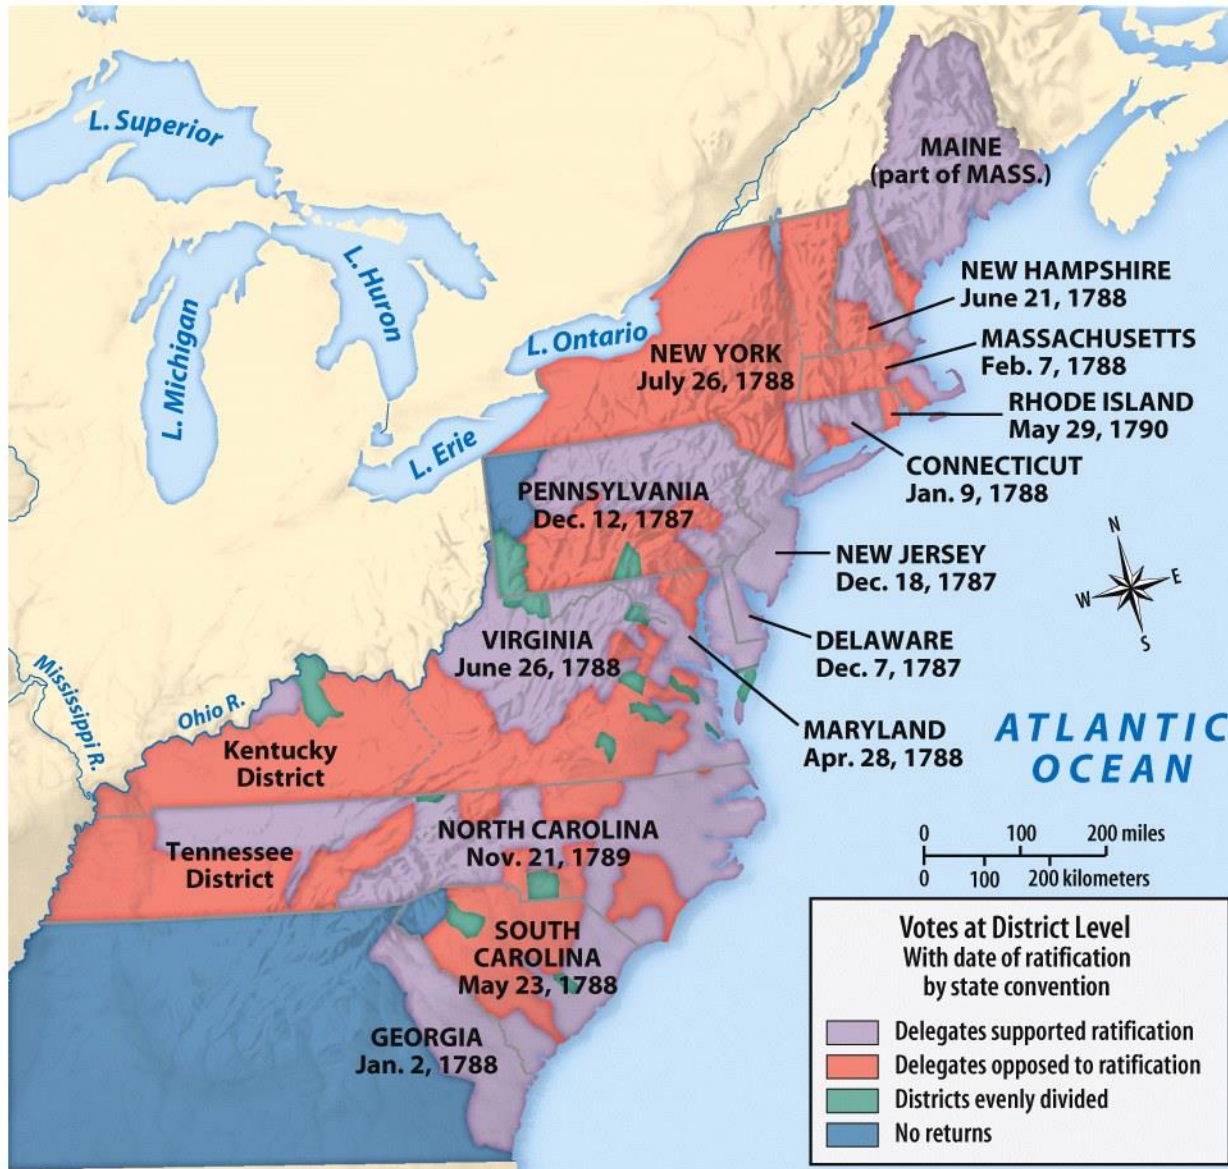 L. Superior
L. Michigan
L. Huron
L. Ontario
L. Erie
MAINE
(part of MASS.)
NEW HAMPSHIRE
June 21, 1788
MASSACHUSETTS
Feb. 7, 1788
NEW YORK
July 26, 1788
RHODE ISLAND
May 29, 1790
CONNECTICUT
Jan. 9, 1788
PENNSYLVANIA
Dec. 12, 1787
NEW JERSEY
Dec. 18, 1787
N
E
W
S
DELAWARE
Dec. 7, 1787
VIRGINIA
June 26, 1788
Mississippi R.
Ohio R.
Kentucky
District
MARYLAND
Apr. 28, 1788
ATLANTIC
OCEAN
NORTH CAROLINA
Nov. 21, 1789
Tennessee
District
0 100 200 miles
0 100 200 kilometers
SOUTH
CAROLINA
May 23, 1788
GEORGIA
Jan. 2, 1788
Votes at District Level
With date of ratification
by state convention
Delegates supported ratification
Delegates opposed to ratification
Districts evenly divided
No returns